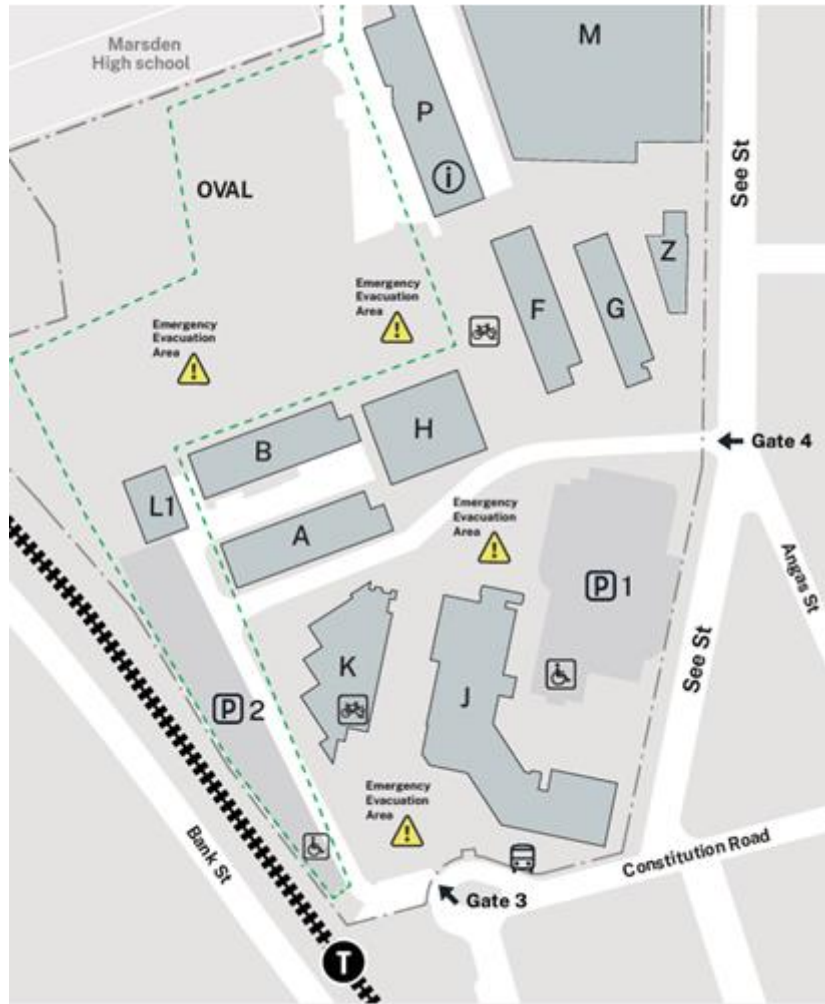 Marsden
High school
M
P
i
See St
OVAL
Z
F
G
Emergency
Evacuation
Area
Emergency
Evacuation
Area
H
B
Gate 4
L1
Emergency
Evacuation
Area
A
Angas St
P 1
K
J
See St
P 2
Emergency
Evacuation
Area
Bank St
Constitution Road
Gate 3
T